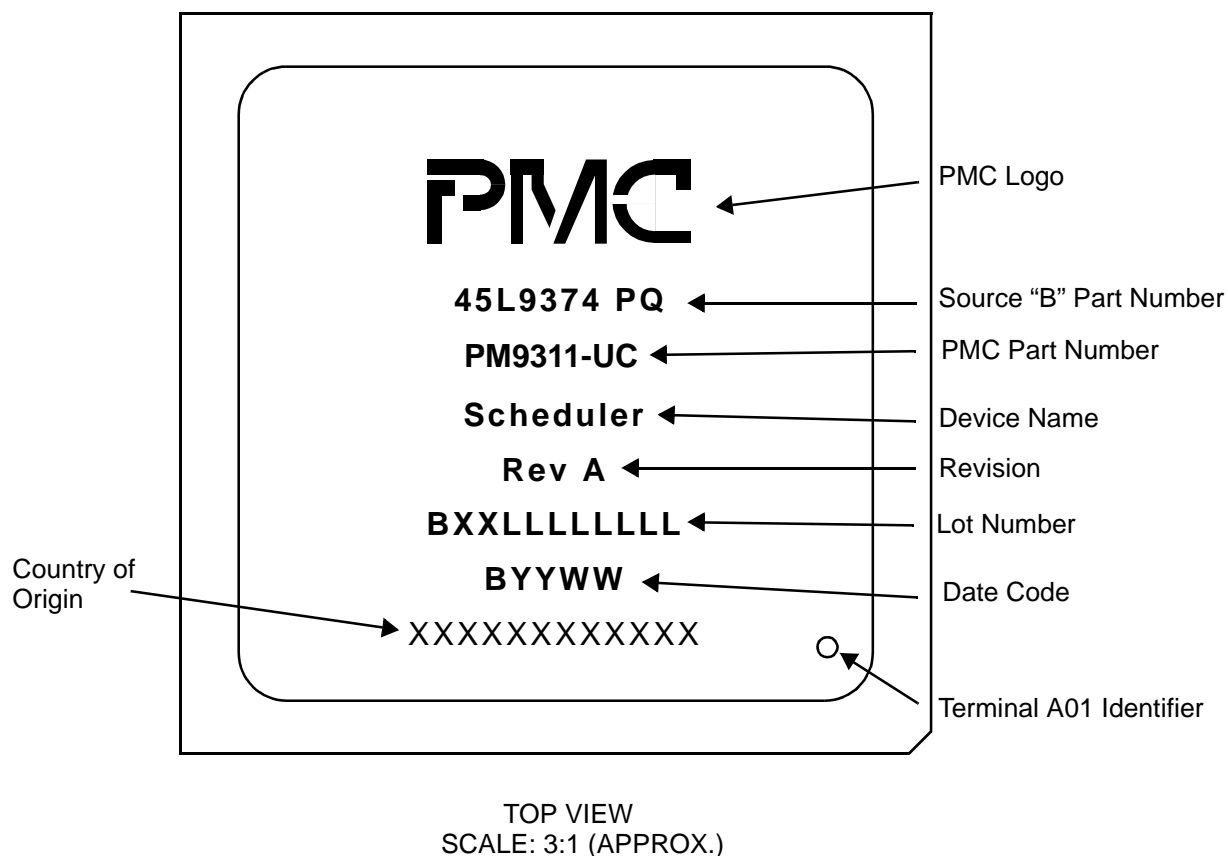 PMC
PMC Logo
45L9374 PQ
Source “B” Part Number
PM9311-UC
PMC Part Number
Scheduler
Device Name
Rev A
Revision
BXXLLLLLLLL
Lot Number
Country of
Origin
BYYWW
Date Code
XXXXXXXXXXXX
Terminal A01 Identifier
TOP VIEW
SCALE: 3:1 (APPROX.)